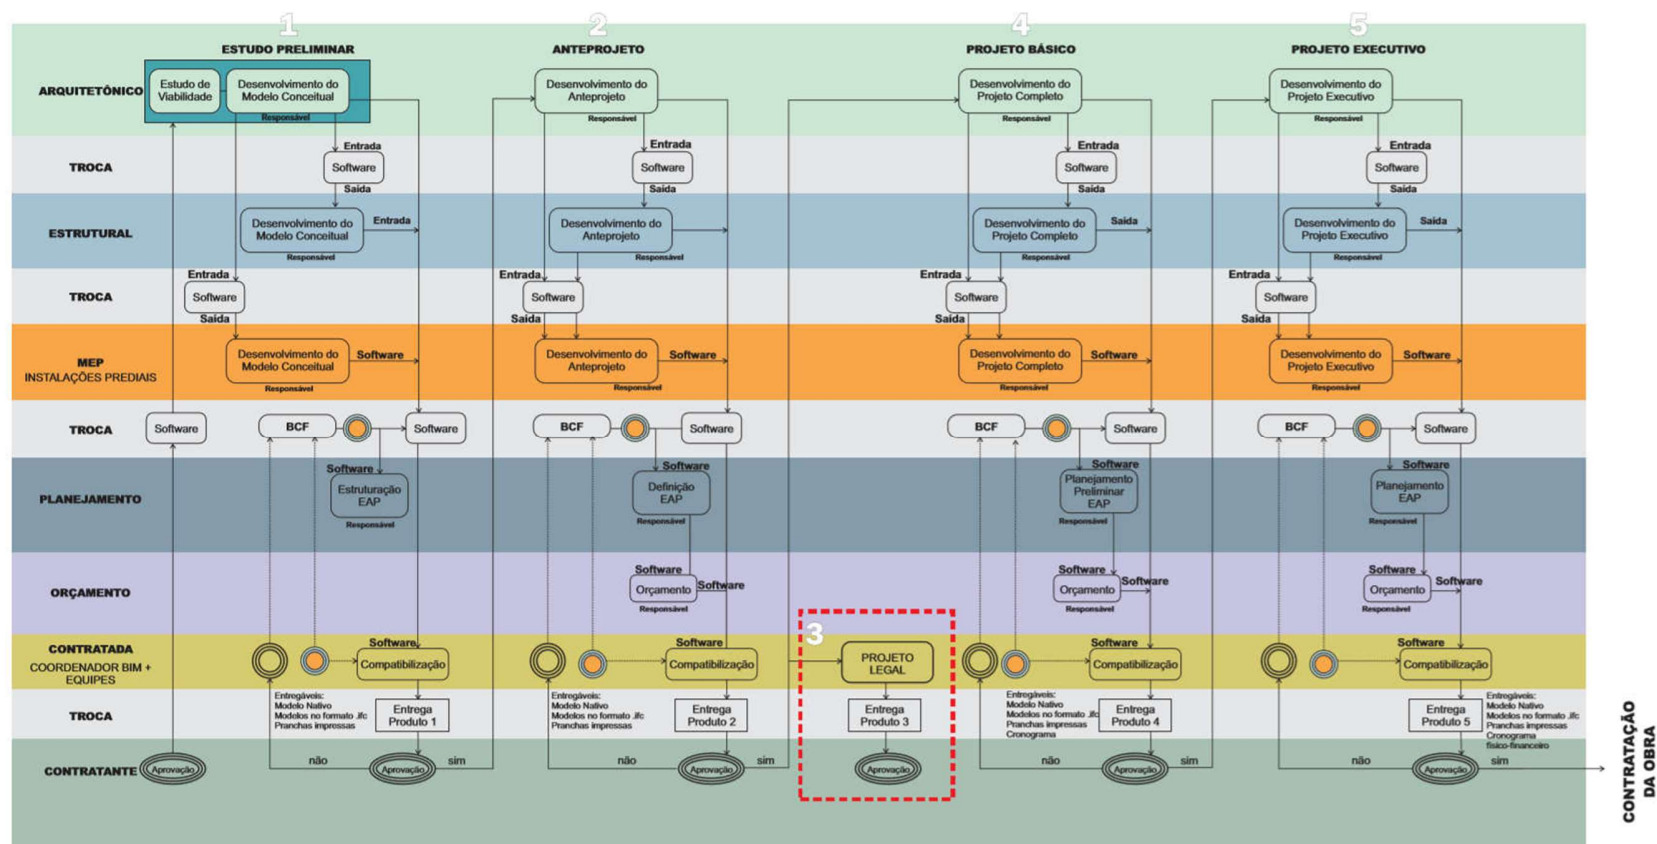 1
2
4
5
ESTUDO PRELIMINAR
ANTEPROJETO
PROJETO BÁSICO
PROJETO EXECUTIVO
ARQUITETÔNICO
Estudo de
Viabilidade
Desenvolvimento do
Modelo Conceitual
Responsável
Desenvolvimento do
Anteprojeto
Responsável
Desenvolvimento do
Projeto Completo
Responsável
Desenvolvimento do
Projeto Executivo
Responsável
TROCA
Entrada
Software
Saída
Entrada
Software
Saída
Entrada
Software
Saída
Entrada
Software
Saída
ESTRUTURAL
Desenvolvimento do
Modelo Conceitual
Entrada
Responsável
Desenvolvimento do
Anteprojeto
Responsável
Desenvolvimento do
Projeto Completo
Saída
Responsável
Desenvolvimento do
Projeto Executivo
Saída
Responsável
TROCA
Entrada
Software
Saída
Entrada
Software
Saída
Entrada
Software
Saída
Entrada
Software
Saída
MEP
INSTALAÇÕES PREDIAIS
Desenvolvimento do
Modelo Conceitual
Software
Responsável
Desenvolvimento do
Anteprojeto
Software
Responsável
Desenvolvimento do
Projeto Completo
Software
Responsável
Desenvolvimento do
Projeto Executivo
Software
Responsável
TROCA
Software
BCF
Software
BCF
Software
BCF
Software
BCF
Software
PLANEJAMENTO
Software
Estruturação
EAP
Responsável
Software
Definição
EAP
Responsável
Software
Planejamento
Preliminar
EAP
Responsável
Software
Planejamento
EAP
Responsável
ORÇAMENTO
Software
Orçamento
Software
Responsável
Software
Orçamento
Software
Responsável
Software
Orçamento
Software
Responsável
CONTRATADA
COORDENADOR BIM +
EQUIPES
Software
Compatibilização
Software
Compatibilização
3
PROJETO
LEGAL
Software
Compatibilização
Software
Compatibilização
TROCA
Entregáveis:
Modelo Nativo
Modelos no formato .ifc
Pranchas impressas
Entrega
Produto 1
Entregáveis:
Modelo Nativo
Modelos no formato .ifc
Pranchas impressas
Entrega
Produto 2
Entrega
Produto 3
Entregáveis:
Modelo Nativo
Modelos no formato .ifc
Pranchas impressas
Cronograma
Entrega
Produto 4
Entrega
Produto 5
Entregáveis:
Modelo Nativo
Modelos no formato .ifc
Pranchas impressas
Cronograma
físico-financeiro
CONTRATANTE
Aprovação
não
Aprovação
sim
não
Aprovação
sim
Aprovação
não
Aprovação
sim
não
Aprovação
sim
CONTRATAÇÃO
DA OBRA